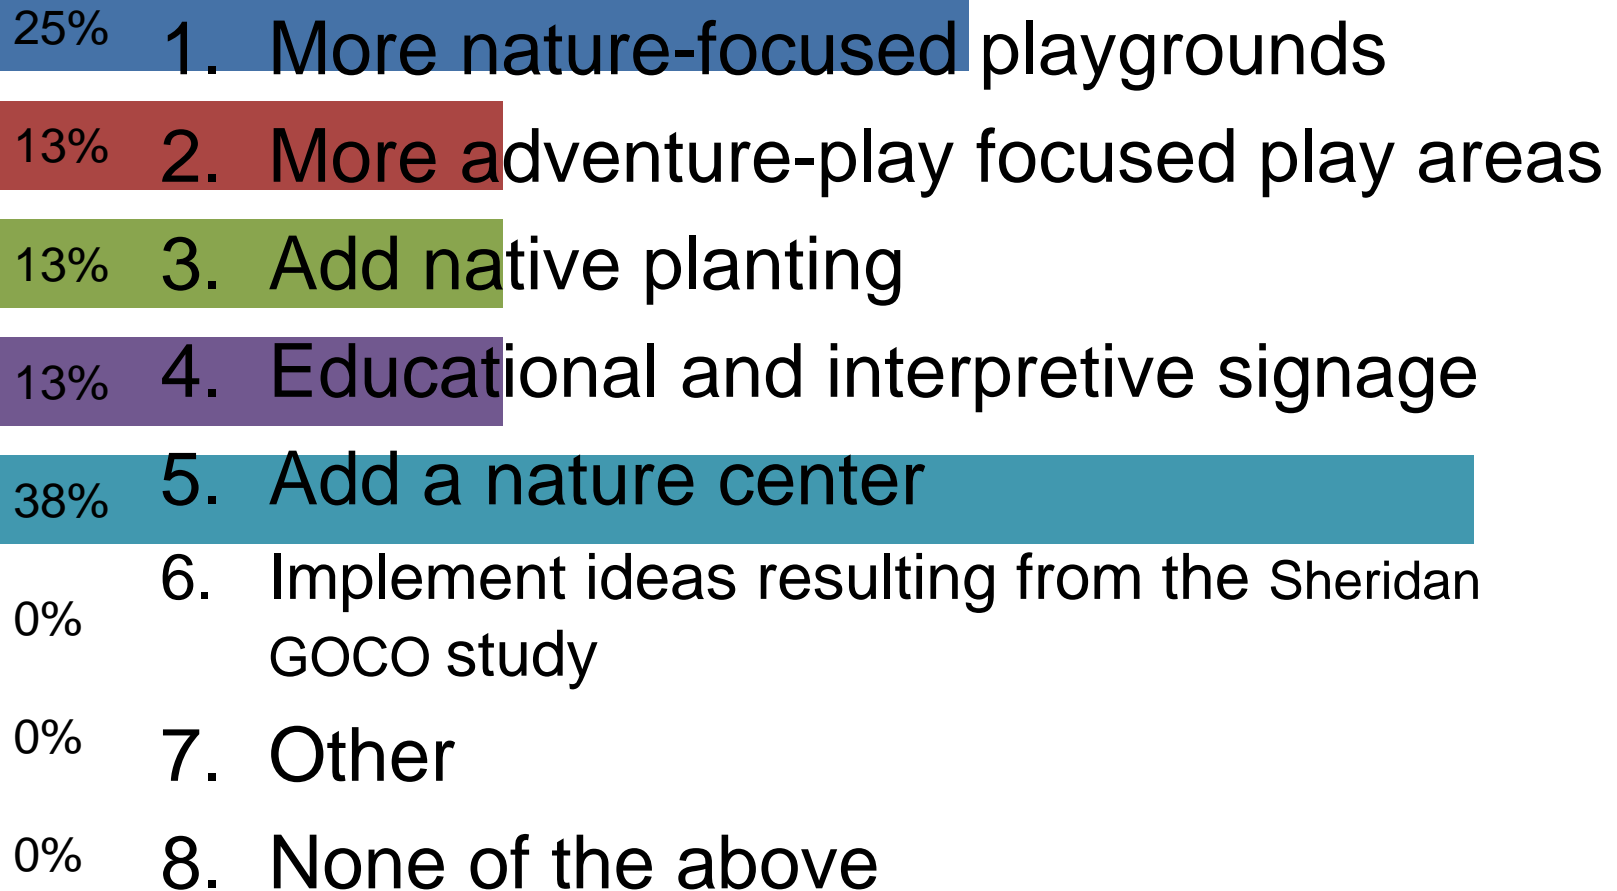 25% 1. More nature-focused playgrounds
13% 2. More adventure-play focused play areas
13% 3. Add native planting
13% 4. Educational and interpretive signage
38% 5. Add a nature center
0% 6. Implement ideas resulting from the Sheridan
GOCO study
0% 7. Other
0% 8. None of the above